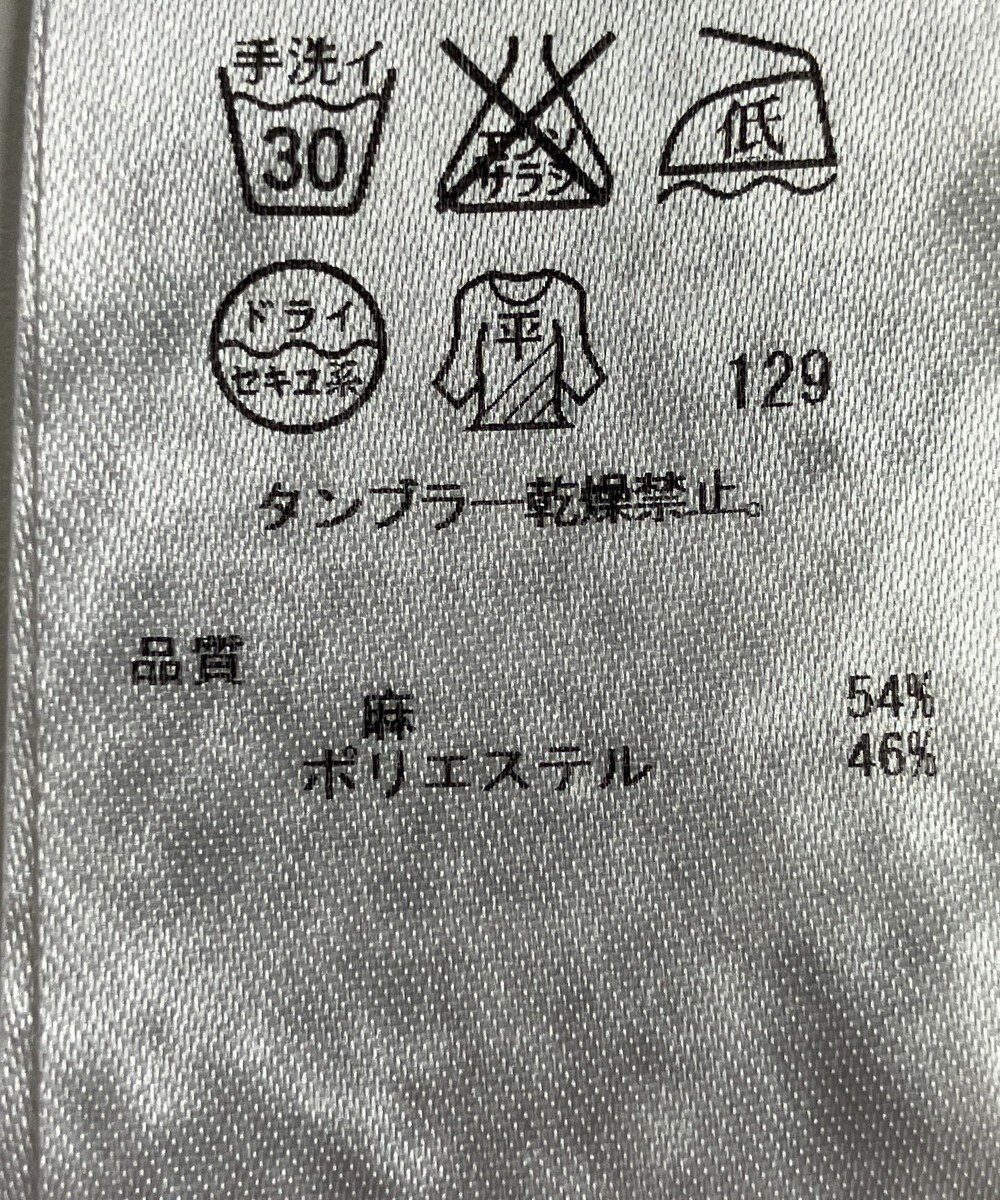 手洗イ
30
エンソ
サラシ
低
ドライ
セキユ系
平
129
タンブラー乾燥禁止。
品質
麻 54%
ポリエステル 46%